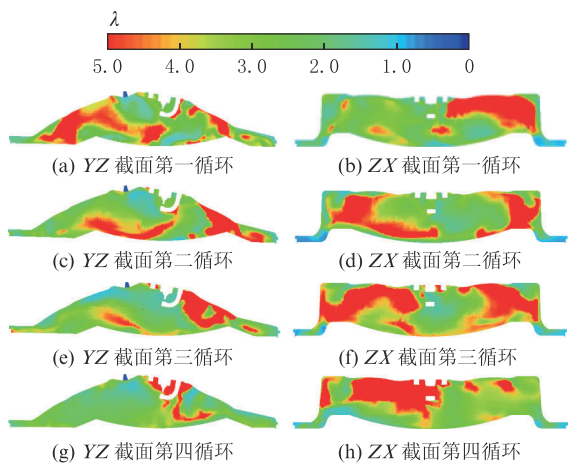 λ
5.0 4.0 3.0 2.0 1.0 0
(a) YZ 截面第一循环 (b) ZX 截面第一循环
(c) YZ 截面第二循环 (d) ZX 截面第二循环
(e) YZ 截面第三循环 (f) ZX 截面第三循环
(g) YZ 截面第四循环 (h) ZX 截面第四循环